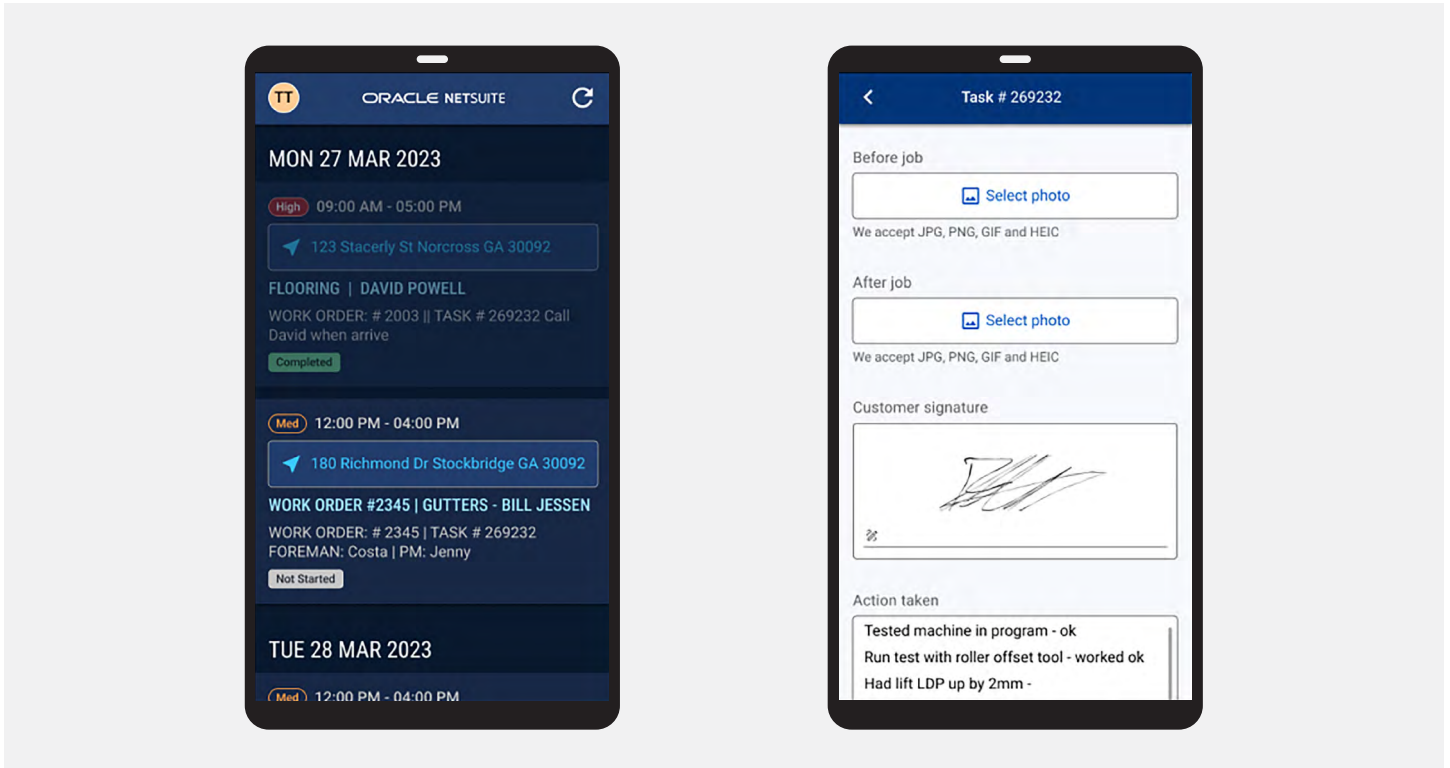 TT
ORACLE NETSUITE
MON 27 MAR 2023
High 09:00 AM - 05:00 PM
123 Stacerly St Norcross GA 30092
FLOORING | DAVID POWELL
WORK ORDER: # 2003 || TASK # 269232 Call
David when arrive
Completed
Med 12:00 PM - 04:00 PM
180 Richmond Dr Stockbridge GA 30092
WORK ORDER #2345 | GUTTERS - BILL JESSEN
WORK ORDER: # 2345 | TASK # 269232
FOREMAN: Costa | PM: Jenny
Not Started
TUE 28 MAR 2023
Med 12:00 PM - 04:00 PM
Task # 269232
Before job
Select photo
We accept JPG, PNG, GIF and HEIC
After job
Select photo
We accept JPG, PNG, GIF and HEIC
Customer signature
Action taken
Tested machine in program - ok
Run test with roller offset tool - worked ok
Had lift LDP up by 2mm -